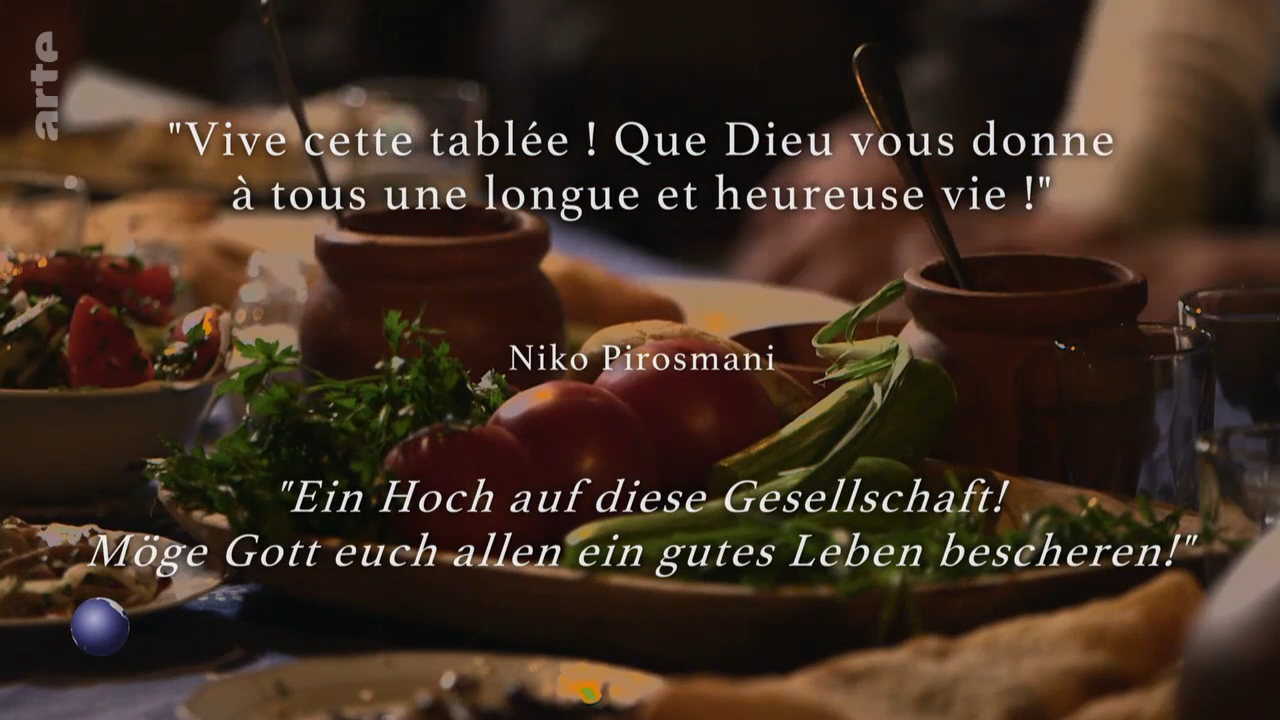 arte
"Vive cette tablée ! Que Dieu vous donne
à tous une longue et heureuse vie !"
Niko Pirosmani
"Ein Hoch auf diese Gesellschaft!
Möge Gott euch allen ein gutes Leben bescheren!"